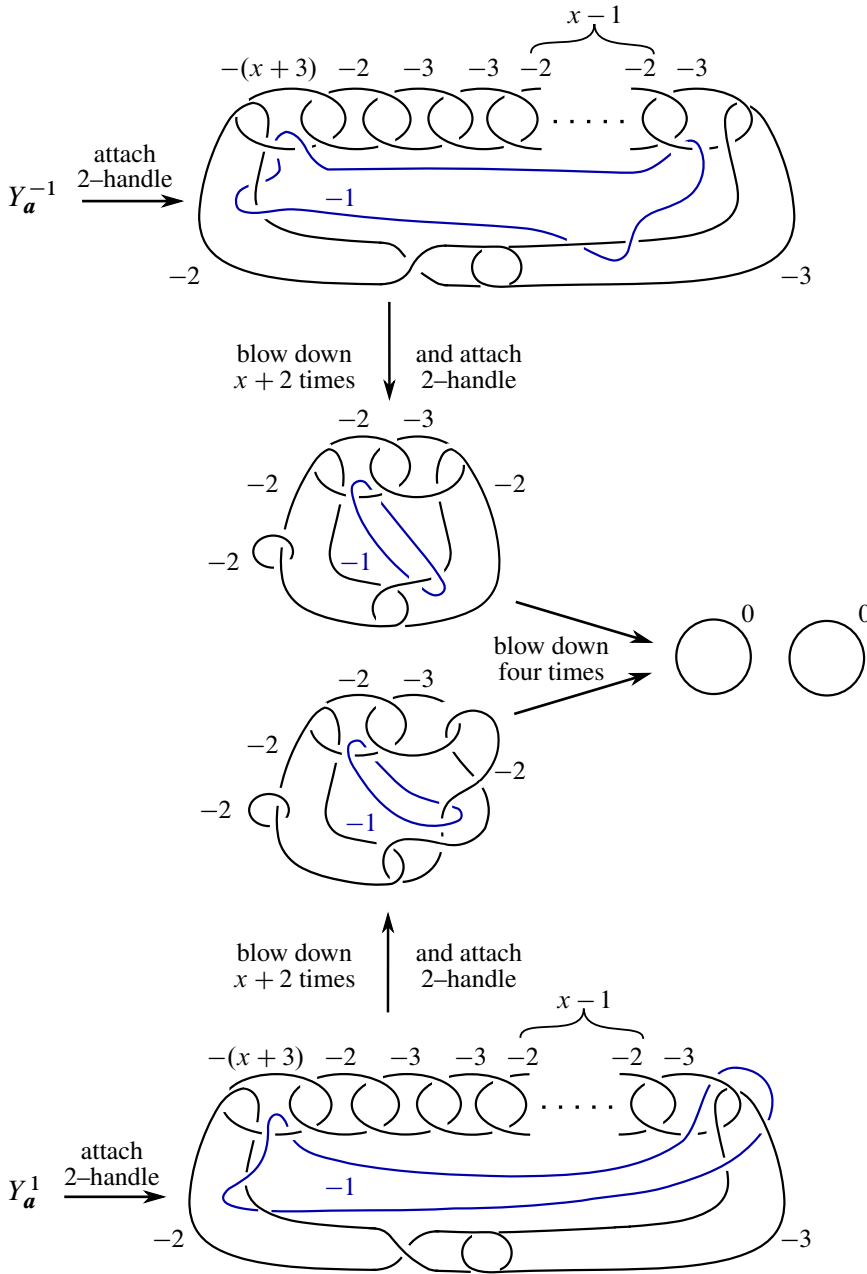 x − 1
−(x + 3) −2 −3 −3 −2 −2 −3
attach
2–handle
Y_a^{−1}
−1
. . . . .
−2 −3
blow down and attach
x + 2 times 2–handle
−2 −3
−2 −2
−2 −1
0 0
blow down
four times
−2 −3
−2 −2
−2 −1
blow down and attach
x + 2 times 2–handle
x − 1
−(x + 3) −2 −3 −3 −2 −2 −3
. . . . .
attach
2–handle
Y_a^1
−1
−2 −3